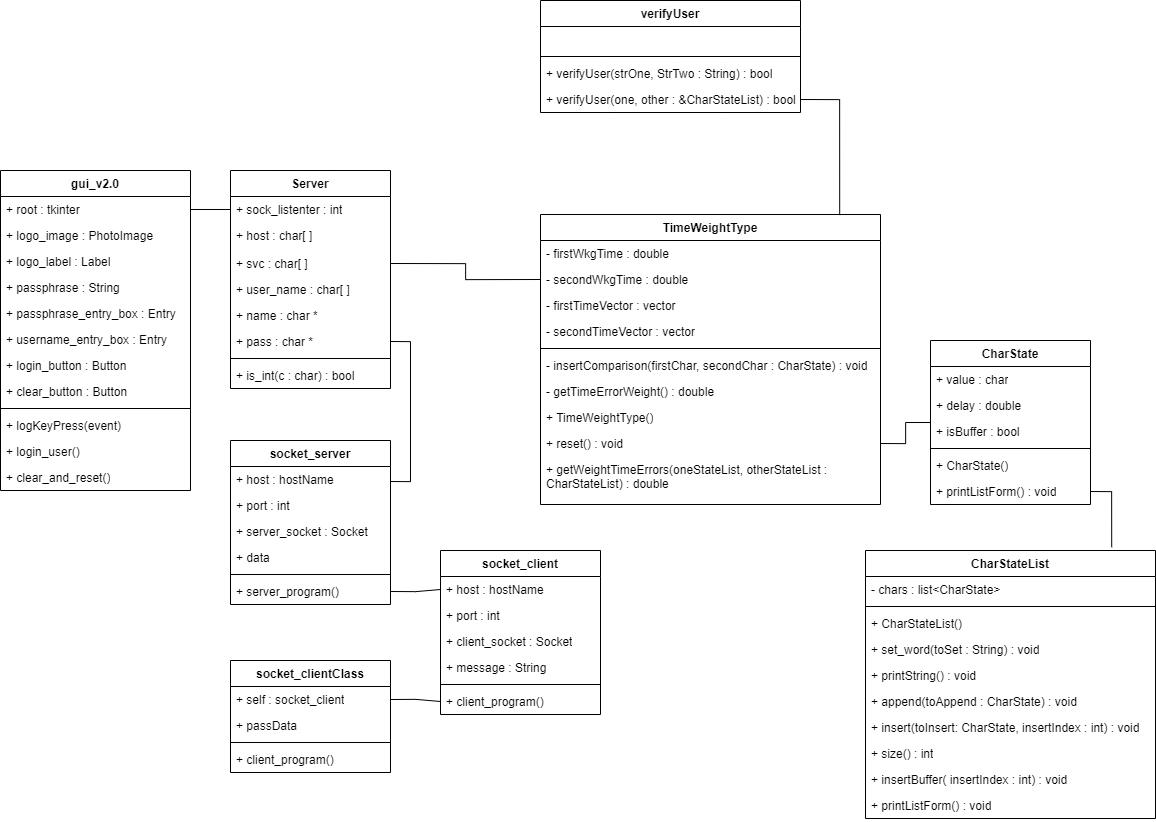 verifyUser
+ verifyUser(strOne, StrTwo : String) : bool
+ verifyUser(one, other : &CharStateList) : bool
gui_v2.0
+ root : tkinter
+ logo_image : PhotoImage
+ logo_label : Label
+ passphrase : String
+ passphrase_entry_box : Entry
+ username_entry_box : Entry
+ login_button : Button
+ clear_button : Button
+ logKeyPress(event)
+ login_user()
+ clear_and_reset()
Server
+ sock_listenter : int
+ host : char[ ]
+ svc : char[ ]
+ user_name : char[ ]
+ name : char *
+ pass : char *
+ is_int(c : char) : bool
TimeWeightType
- firstWkgTime : double
- secondWkgTime : double
- firstTimeVector : vector
- secondTimeVector : vector
- insertComparison(firstChar, secondChar : CharState) : void
- getTimeErrorWeight() : double
+ TimeWeightType()
+ reset() : void
+ getWeightTimeErrors(oneStateList, otherStateList :
CharStateList) : double
CharState
+ value : char
+ delay : double
+ isBuffer : bool
+ CharState()
+ printListForm() : void
socket_server
+ host : hostName
+ port : int
+ server_socket : Socket
+ data
+ server_program()
socket_client
+ host : hostName
+ port : int
+ client_socket : Socket
+ message : String
+ client_program()
CharStateList
- chars : list<CharState>
+ CharStateList()
+ set_word(toSet : String) : void
+ printString() : void
+ append(toAppend : CharState) : void
+ insert(toInsert: CharState, insertIndex : int) : void
+ size() : int
+ insertBuffer( insertIndex : int) : void
+ printListForm() : void
socket_clientClass
+ self : socket_client
+ passData
+ client_program()